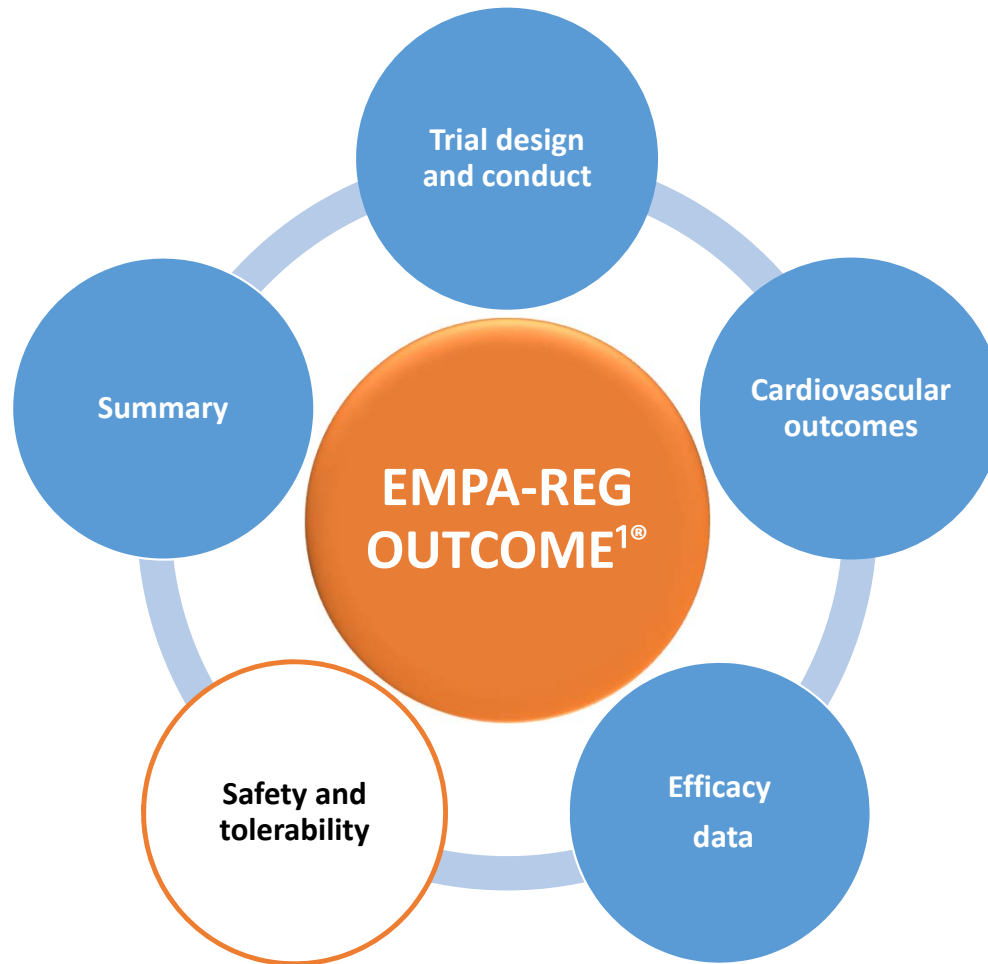 Trial design
and conduct
Cardiovascular
outcomes
Efficacy
data
Safety and
tolerability
Summary
EMPA-REG
OUTCOME¹®